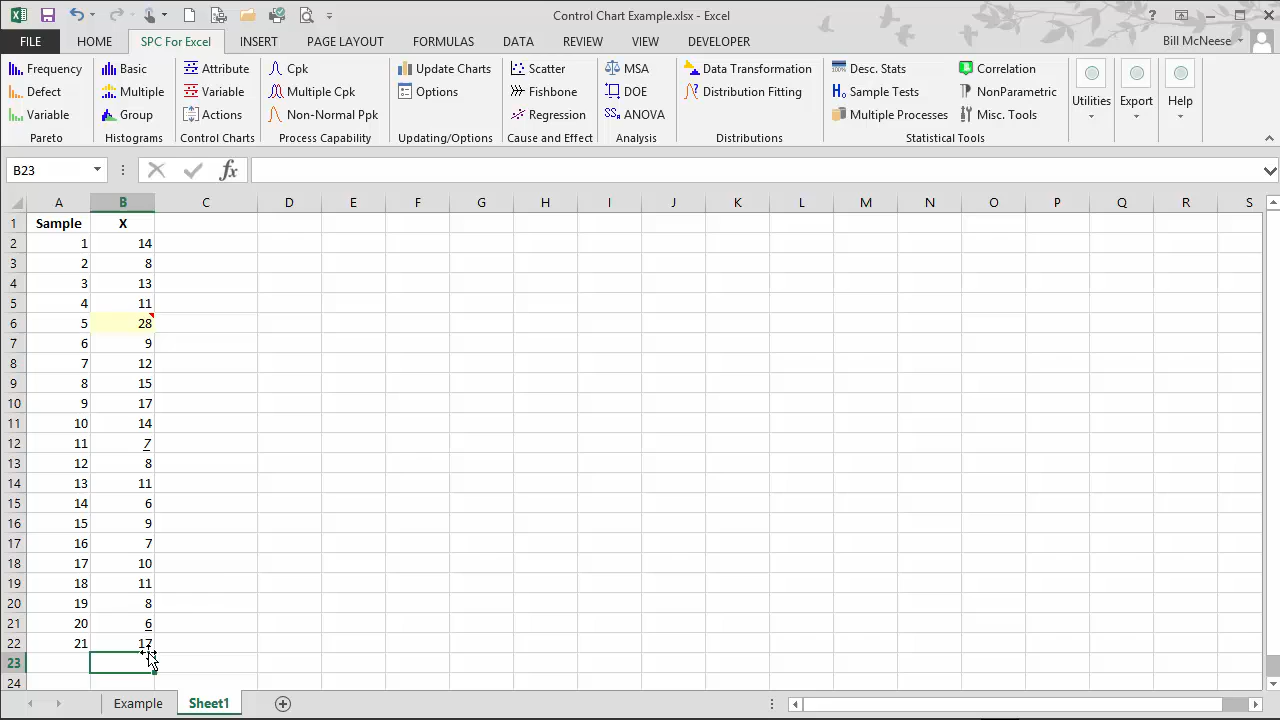 Control Chart Example.xlsx - Excel
?
FILE HOME SPC For Excel INSERT PAGE LAYOUT FORMULAS DATA REVIEW VIEW DEVELOPER Bill McNeese
Frequency Basic Attribute Cpk Update Charts Scatter MSA Data Transformation Desc. Stats Correlation
Defect Multiple Variable Multiple Cpk Options Fishbone DOE Distribution Fitting Sample Tests NonParametric Utilities Export Help
Variable Group Actions Non-Normal Ppk Regression ANOVA Multiple Processes Misc. Tools
Pareto Histograms Control Charts Process Capability Updating/Options Cause and Effect Analysis Distributions Statistical Tools
B23 fx
A B C D E F G H I J K L M N O P Q R S
1 Sample X
2 1 14
3 2 8
4 3 13
5 4 11
6 5 28
7 6 9
8 7 12
9 8 15
10 9 17
11 10 14
12 11 7
13 12 8
14 13 11
15 14 6
16 15 9
17 16 7
18 17 10
19 18 11
20 19 8
21 20 6
22 21 17
23
24
Example Sheet1